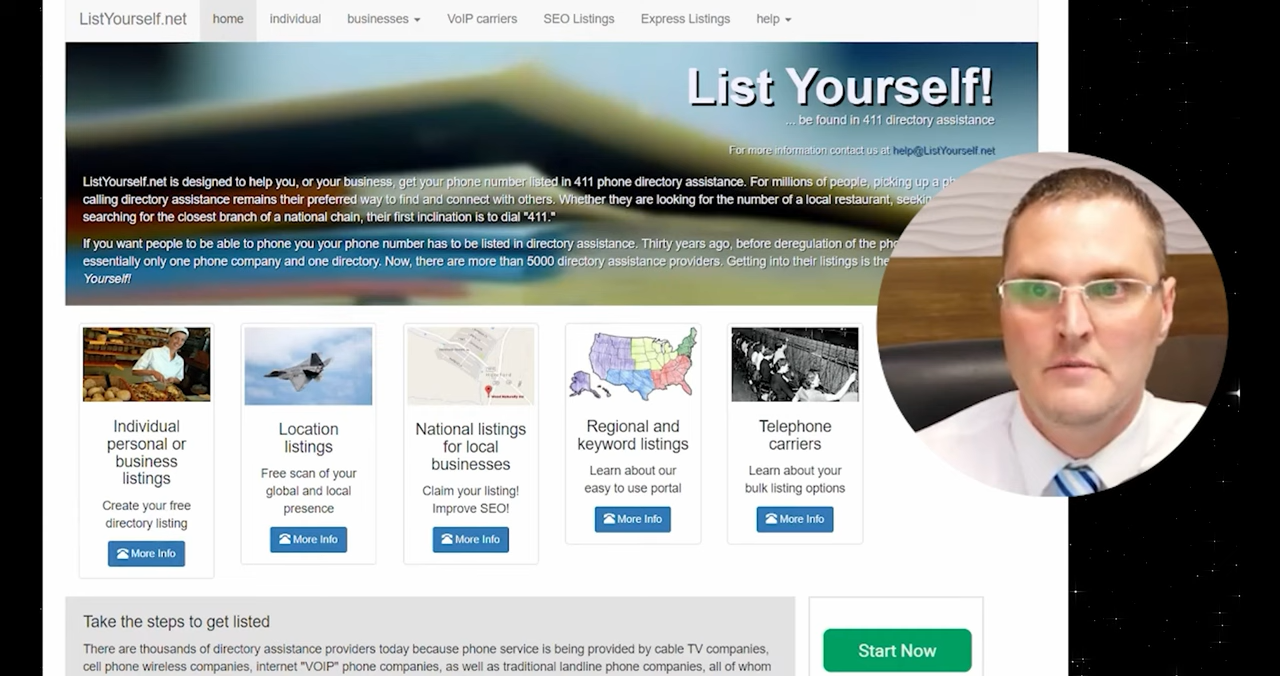 ListYourself.net home individual businesses VoIP carriers SEO Listings Express Listings help
List Yourself!
... be found in 411 directory assistance
For more information contact us at help@ListYourself.net
ListYourself.net is designed to help you, or your business, get your phone number listed in 411 phone directory assistance. For millions of people, picking up a
calling directory assistance remains their preferred way to find and connect with others. Whether they are looking for the number of a local restaurant,
searching for the closest branch of a national chain, their first inclination is to dial "411."
If you want people to be able to phone you your phone number has to be listed in directory assistance. Thirty years ago, before deregulation of the
essentially only one phone company and one directory. Now, there are more than 5000 directory assistance providers. Getting into their listings is
Yourself!
Individual
personal or
business
listings
Create your free
directory listing
More Info
Location
listings
Free scan of your
global and local
presence
More Info
National listings
for local
businesses
Claim your listing!
Improve SEO!
More Info
Regional and
keyword listings
Learn about our
easy to use portal
More Info
Telephone
carriers
Learn about your
bulk listing options
More Info
Take the steps to get listed
There are thousands of directory assistance providers today because phone service is being provided by cable TV companies,
cell phone wireless companies, internet "VOIP" phone companies, as well as traditional landline phone companies, all of whom
Start Now